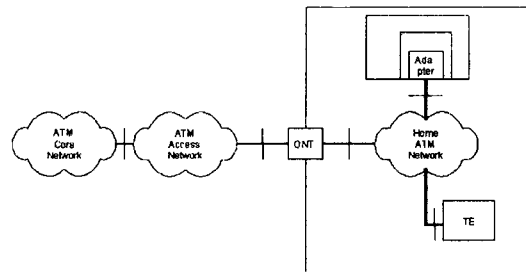 Ada
pter
ATM
Core
Network
ATM
Access
Network
ONT
Home
ATM
Network
TE